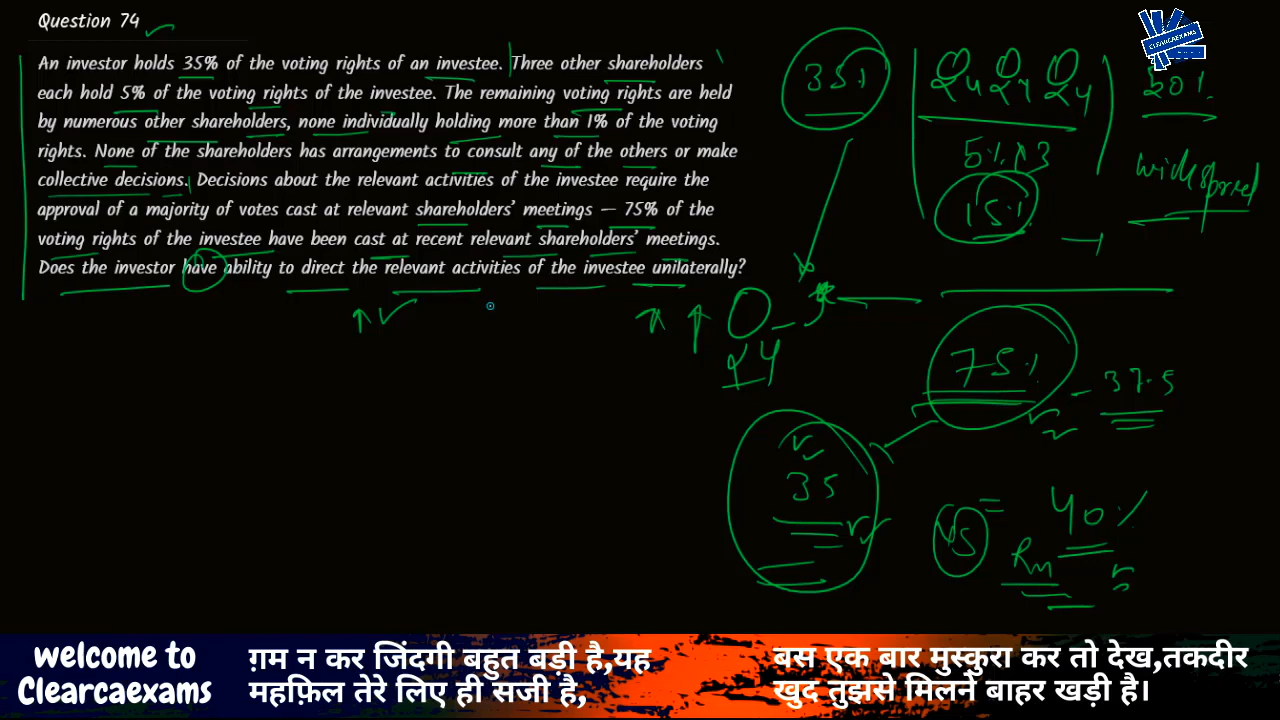 Question 74
An investor holds 35% of the voting rights of an investee. Three other shareholders
each hold 5% of the voting rights of the investee. The remaining voting rights are held
by numerous other shareholders, none individually holding more than 1% of the voting
rights. None of the shareholders has arrangements to consult any of the others or make
collective decisions. Decisions about the relevant activities of the investee require the
approval of a majority of votes cast at relevant shareholders' meetings — 75% of the
voting rights of the investee have been cast at recent relevant shareholders' meetings.
Does the investor have ability to direct the relevant activities of the investee unilaterally?
35%
50%
15%
75%
37.5
35
40%
CLEARCAEXAMS
welcome to
Clearcaexams
ग़म न कर जिंदगी बहुत बड़ी है,यह
महफ़िल तेरे लिए ही सजी है,
बस एक बार मुस्कुरा कर तो देख,तकदीर
खुद तुझसे मिलने बाहर खड़ी है।